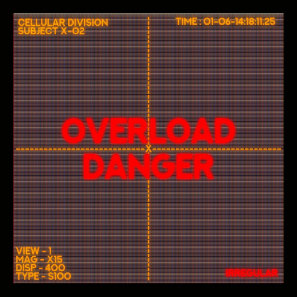 CELLULAR DIVISION
SUBJECT X-02
TIME : 01-06-14:18:11.25
OVERLOAD
DANGER
VIEW - 1
MAG - X15
DISP - 400
TYPE - S100